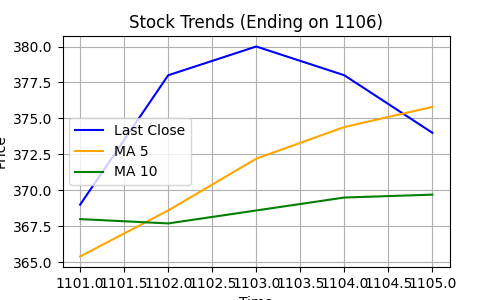 Stock Trends (Ending on 1106)
380.0
377.5
375.0
372.5
370.0
367.5
365.0
Price
Last Close
MA 5
MA 10
1101.0 1101.5 1102.0 1102.5 1103.0 1103.5 1104.0 1104.5 1105.0
Time